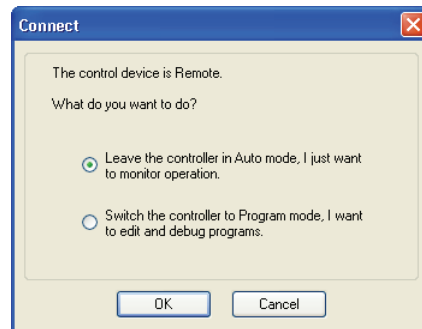 Connect
The control device is Remote.
What do you want to do?
Leave the controller in Auto mode, I just want
to monitor operation.
Switch the controller to Program mode, I want
to edit and debug programs.
OK
Cancel